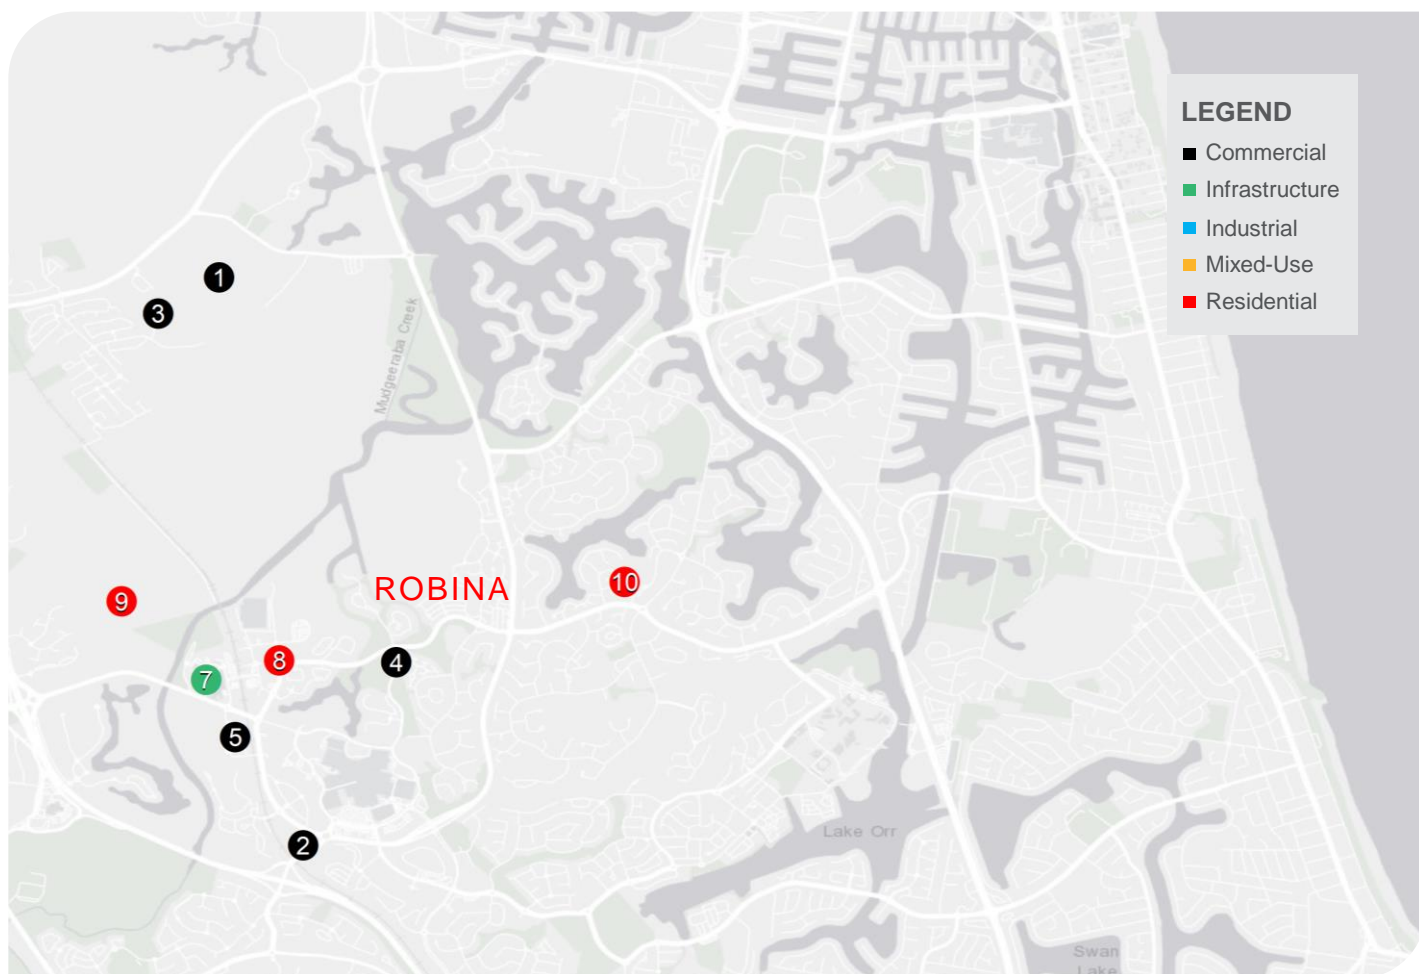 LEGEND
Commercial
Infrastructure
Industrial
Mixed-Use
Residential
1
3
Mudgeeraba Creek
ROBINA
10
9
8
4
7
5
2
Lake Orr
Swan
Lake